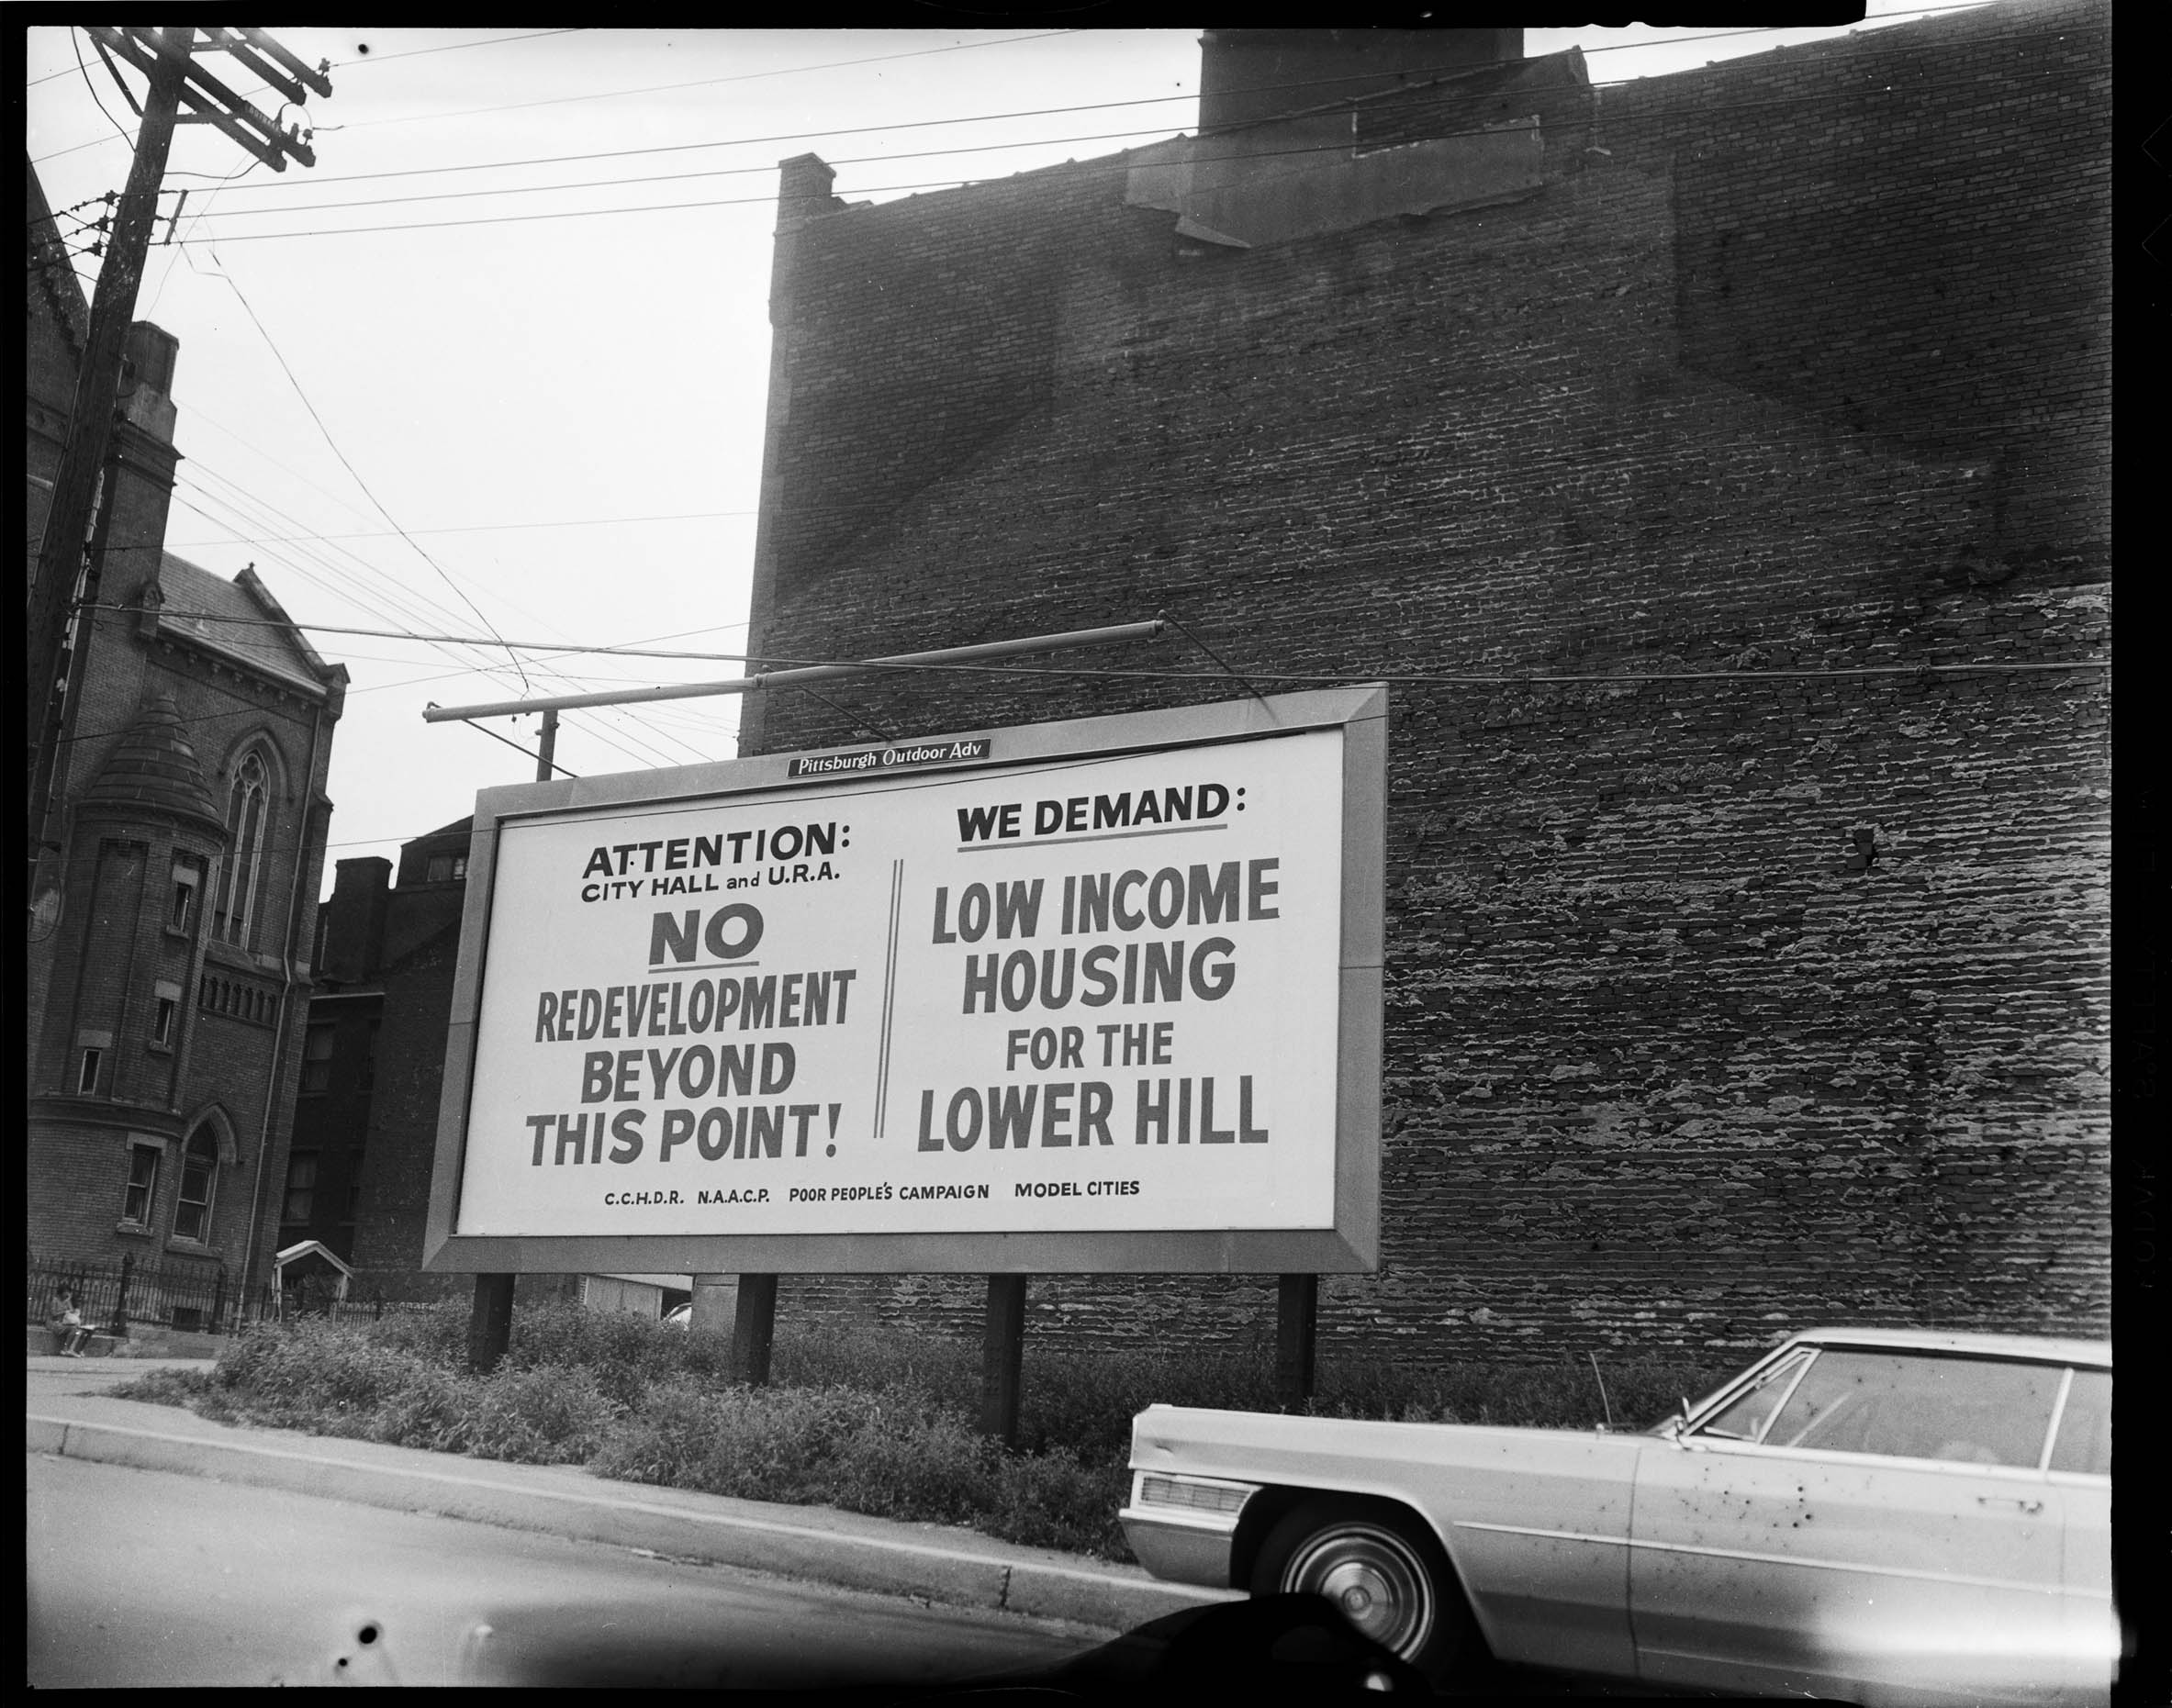 Pittsburgh Outdoor Adv
ATTENTION:
CITY HALL and U.R.A.
NO
REDEVELOPMENT
BEYOND
THIS POINT!
WE DEMAND:
LOW INCOME
HOUSING
FOR THE
LOWER HILL
C.C.H.D.R. N.A.A.C.P. POOR PEOPLE'S CAMPAIGN MODEL CITIES